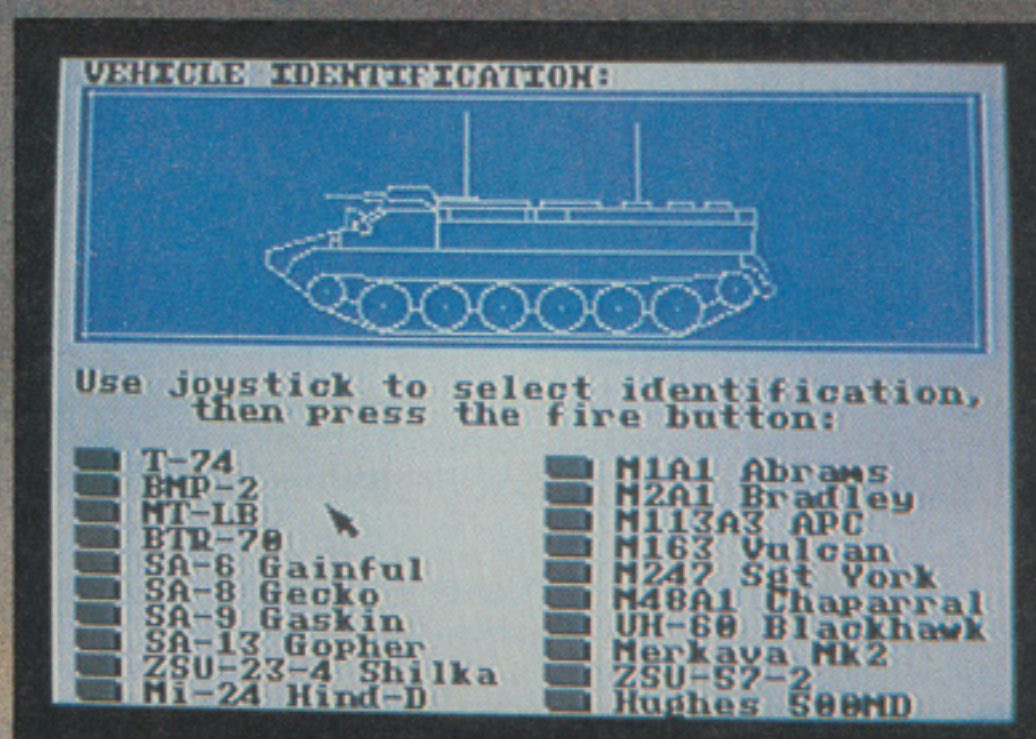 VEHICLE IDENTIFICATION:
Use joystick to select identification,
then press the fire button:
T-74
BMP-2
MT-LB
BTR-70
SA-6 Gainful
SA-8 Gecko
SA-9 Gaskin
SA-13 Gopher
ZSU-23-4 Shilka
Mi-24 Hind-D
M1A1 Abrams
M2A1 Bradley
M113A3 APC
M163 Vulcan
M247 Sgt York
M48A1 Chaparral
UH-60 Blackhawk
Merkava Mk2
ZSU-57-2
Hughes 500MD